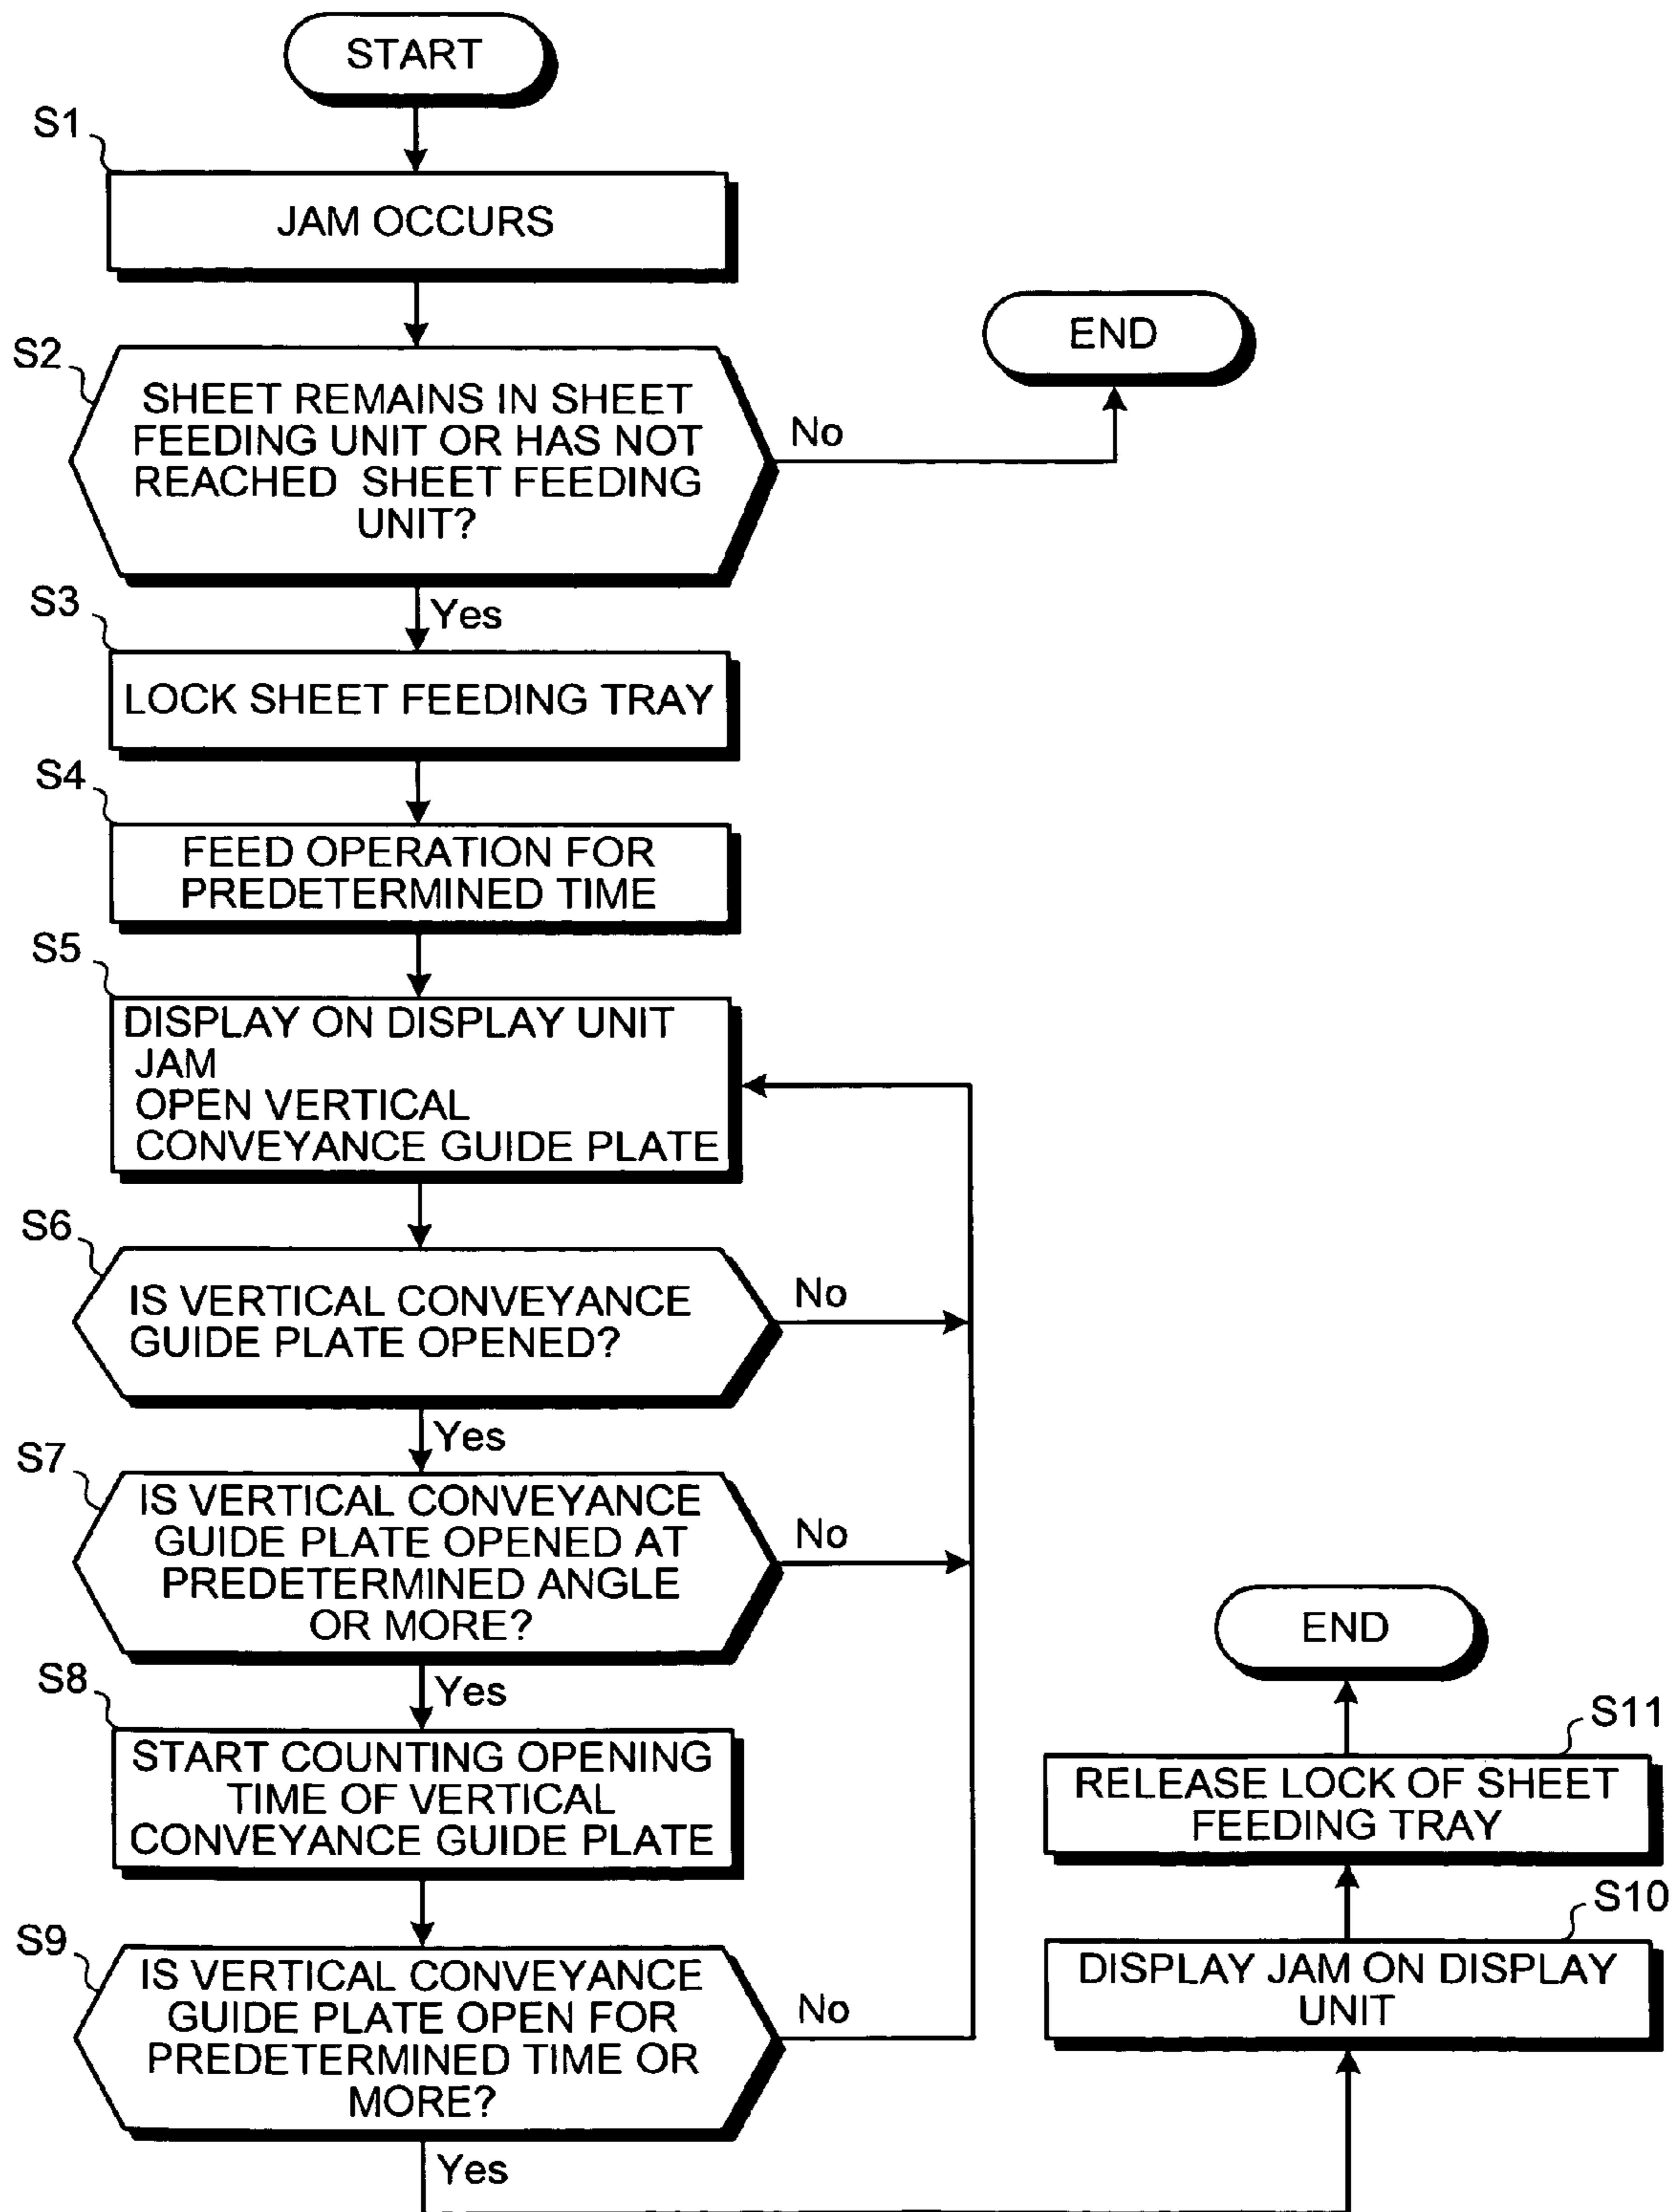 START
S1
JAM OCCURS
END
S2
SHEET REMAINS IN SHEET
FEEDING UNIT OR HAS NOT
REACHED SHEET FEEDING
UNIT?
No
Yes
S3
LOCK SHEET FEEDING TRAY
S4
FEED OPERATION FOR
PREDETERMINED TIME
S5
DISPLAY ON DISPLAY UNIT
JAM
OPEN VERTICAL
CONVEYANCE GUIDE PLATE
S6
IS VERTICAL CONVEYANCE
GUIDE PLATE OPENED?
No
Yes
S7
IS VERTICAL CONVEYANCE
GUIDE PLATE OPENED AT
PREDETERMINED ANGLE
OR MORE?
No
Yes
S8
START COUNTING OPENING
TIME OF VERTICAL
CONVEYANCE GUIDE PLATE
S9
IS VERTICAL CONVEYANCE
GUIDE PLATE OPEN FOR
PREDETERMINED TIME OR
MORE?
No
Yes
END
S11
RELEASE LOCK OF SHEET
FEEDING TRAY
S10
DISPLAY JAM ON DISPLAY
UNIT